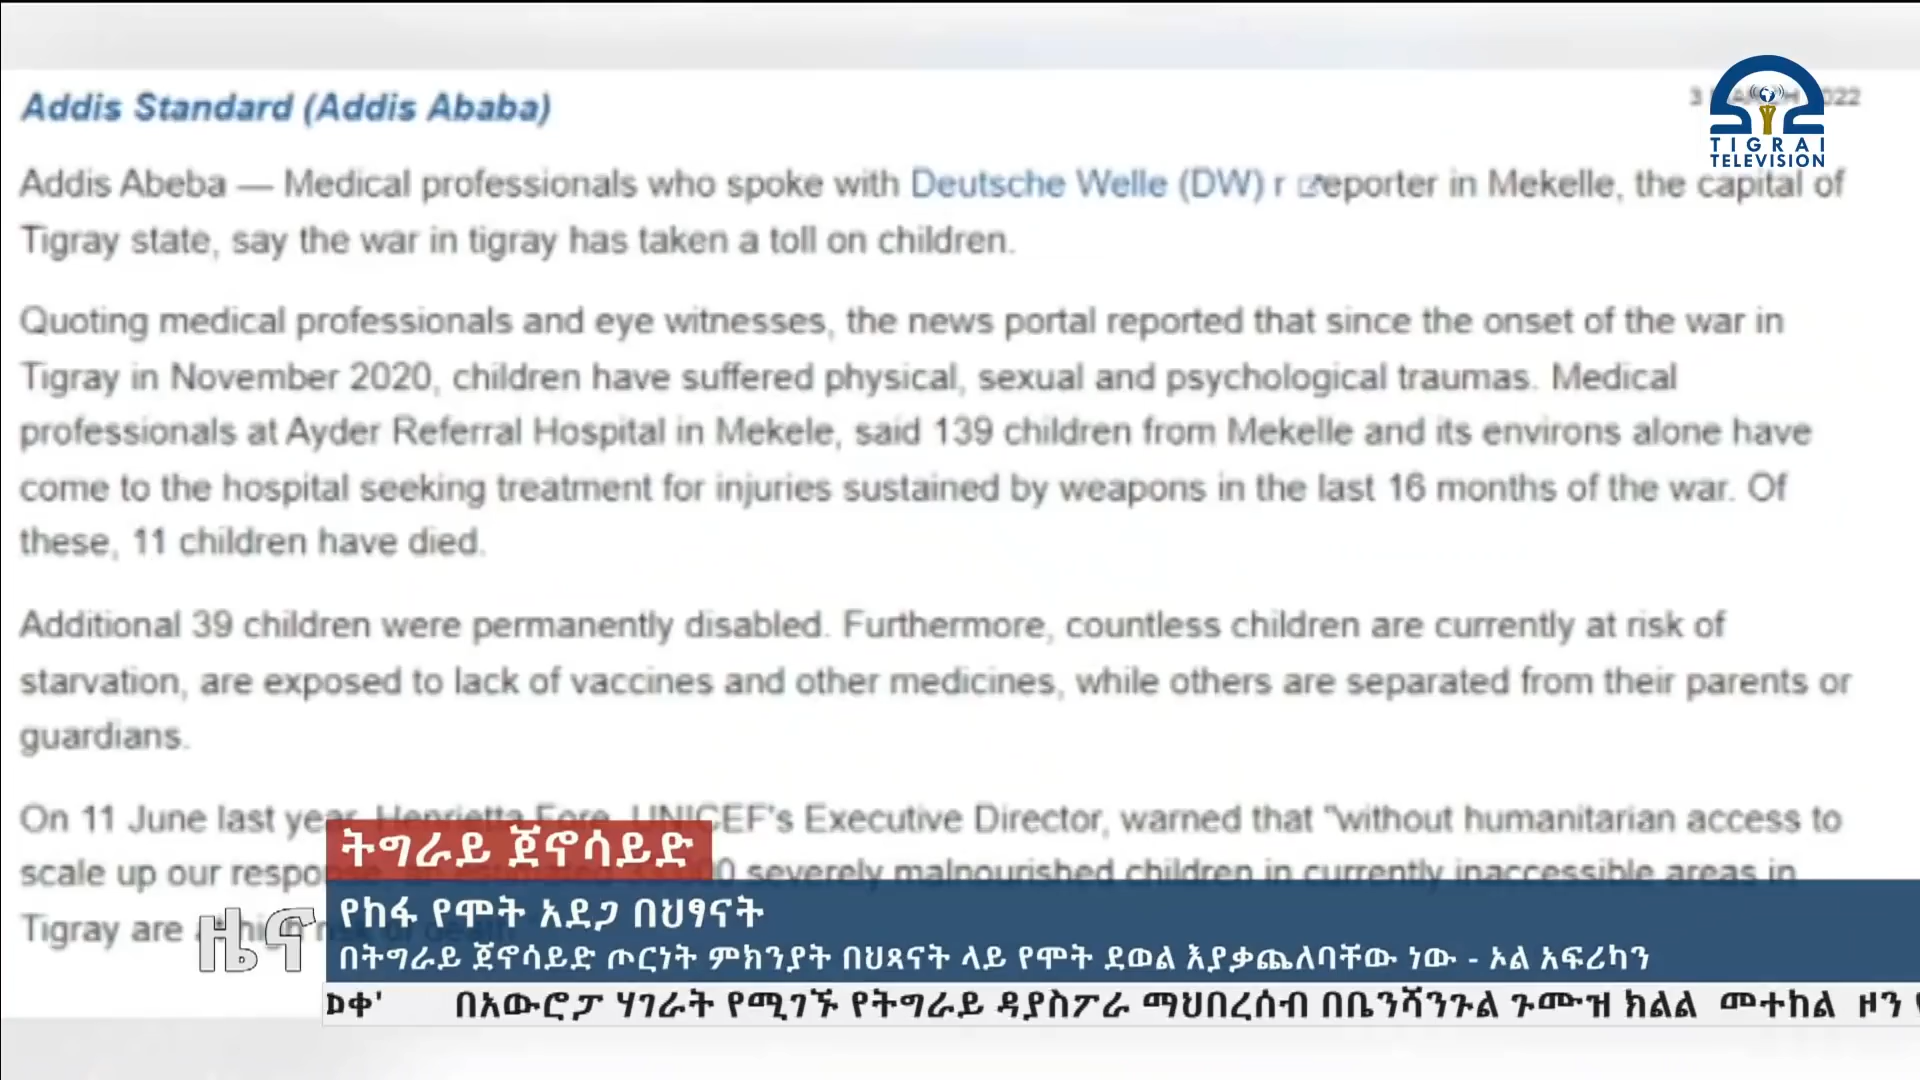 Addis Standard (Addis Ababa)
3 2022
TIGRAI
TELEVISION
Addis Abeba — Medical professionals who spoke with Deutsche Welle (DW) r eporter in Mekelle, the capital of
Tigray state, say the war in tigray has taken a toll on children.
Quoting medical professionals and eye witnesses, the news portal reported that since the onset of the war in
Tigray in November 2020, children have suffered physical, sexual and psychological traumas. Medical
professionals at Ayder Referral Hospital in Mekele, said 139 children from Mekelle and its environs alone have
come to the hospital seeking treatment for injuries sustained by weapons in the last 16 months of the war. Of
these, 11 children have died.
Additional 39 children were permanently disabled. Furthermore, countless children are currently at risk of
starvation, are exposed to lack of vaccines and other medicines, while others are separated from their parents or
guardians.
On 11 June last year, Henrietta Fore, UNICEF's Executive Director, warned that "without humanitarian access to
scale up our severely malnourished children in currently inaccessible areas in
Tigray are
ትግራይ ጀኖሳይድ
ዜና
የከፋ የሞት አደጋ በህፃናት
በትግራይ ጀኖሳይድ ጦርነት ምክንያት በህጻናት ላይ የሞት ደወል እያቃጨለባቸው ነው - ኦል አፍሪካን
በአውሮፓ ሃገራት የሚገኙ የትግራይ ዳያስፖራ ማህበረሰብ በቤንሻንጉል ጉሙዝ ክልል መተከል ዞን